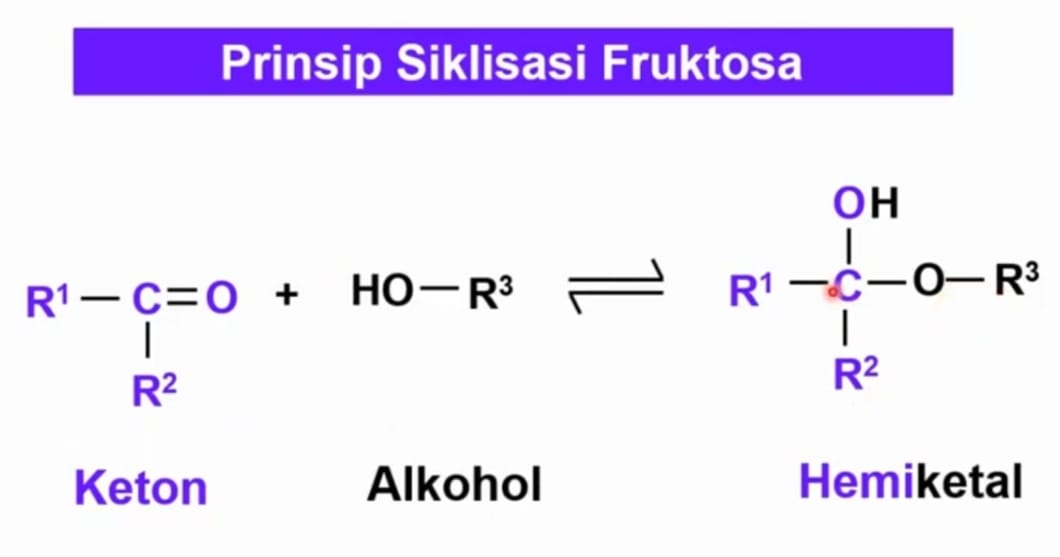 Prinsip Siklisasi Fruktosa
OH
R¹ — C=O + HO—R³ ⇌ R¹ —C—O—R³
R² R²
Keton Alkohol Hemiketal